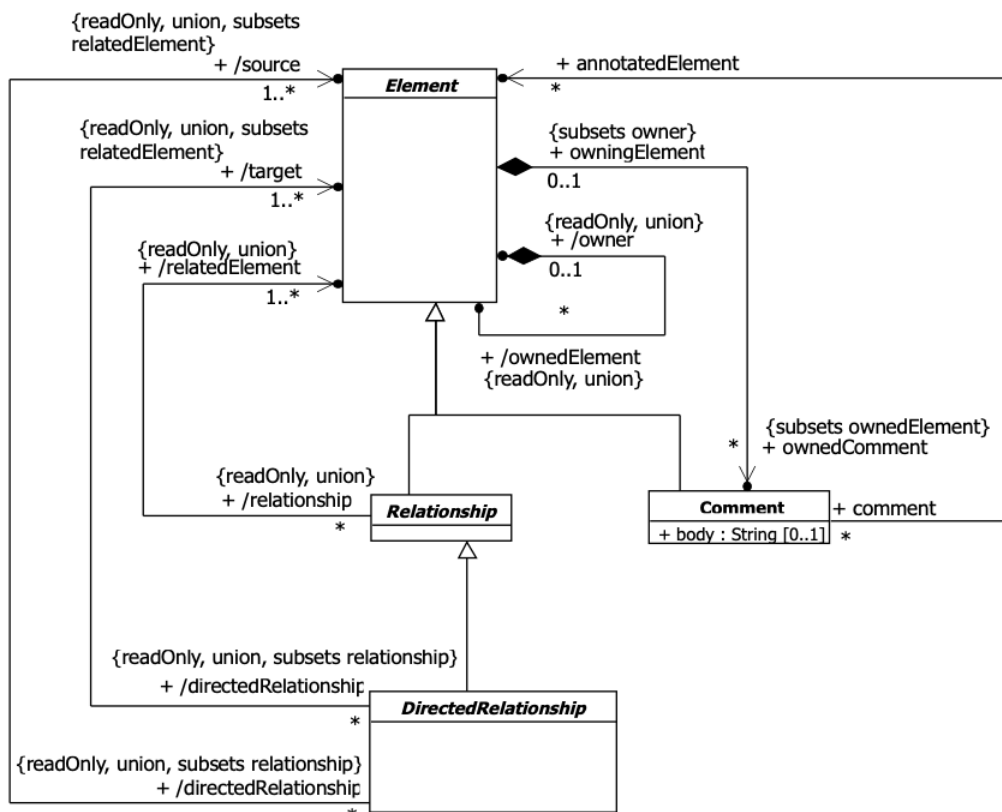 {readOnly, union, subsets
relatedElement}
+ /source
1..*
Element
+ annotatedElement
*
{readOnly, union, subsets
relatedElement}
+ /target
1..*
{subsets owner}
+ owningElement
0..1
{readOnly, union}
+ /owner
0..1
*
{readOnly, union}
+ /relatedElement
1..*
+ /ownedElement
{readOnly, union}
{subsets ownedElement}
* + ownedComment
{readOnly, union}
+ /relationship
*
Relationship
Comment
+ body : String [0..1]
+ comment
*
{readOnly, union, subsets relationship}
+ /directedRelationship
*
DirectedRelationship
{readOnly, union, subsets relationship}
+ /directedRelationship
*